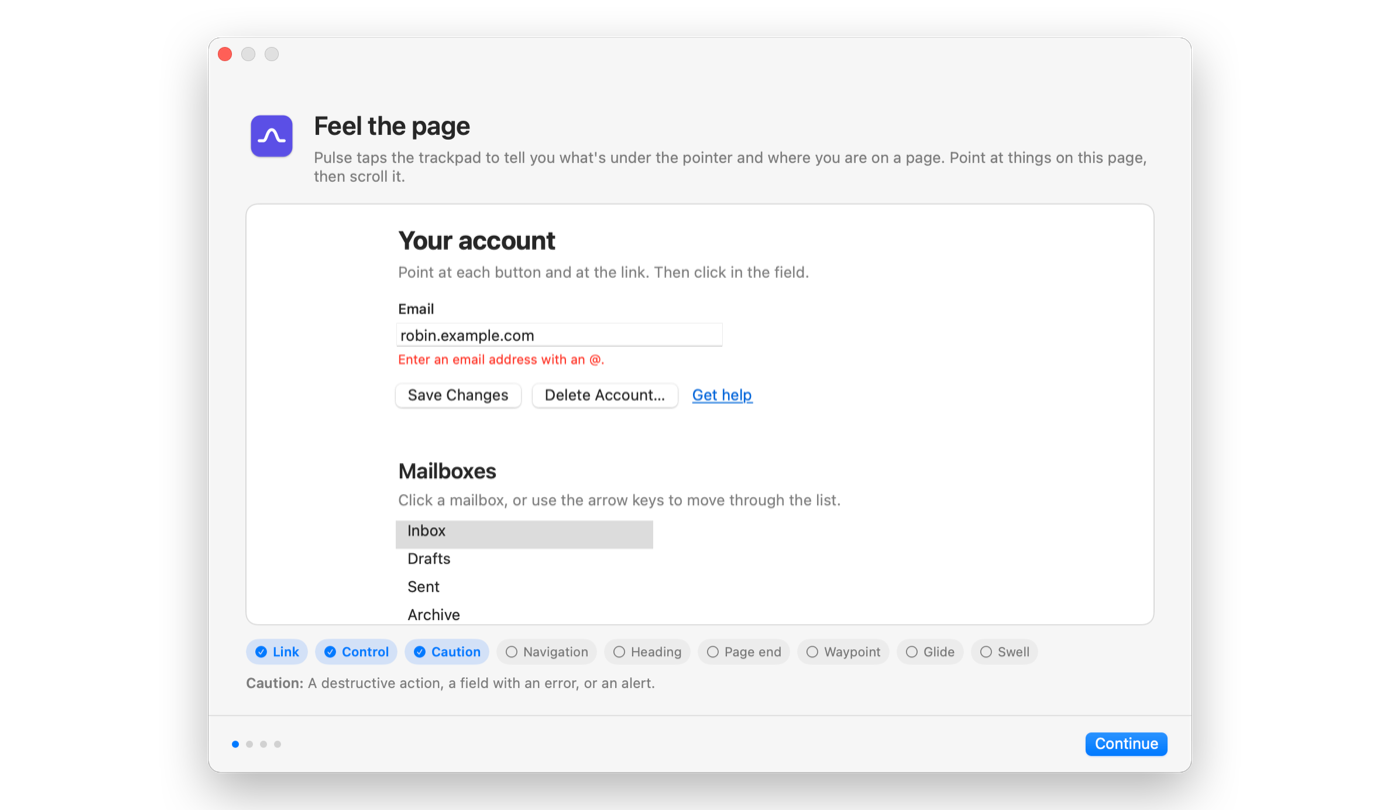 Feel the page
Pulse taps the trackpad to tell you what's under the pointer and where you are on a page. Point at things on this page,
then scroll it.
Your account
Point at each button and at the link. Then click in the field.
Email
robin.example.com
Enter an email address with an @.
Save Changes Delete Account... Get help
Mailboxes
Click a mailbox, or use the arrow keys to move through the list.
Inbox
Drafts
Sent
Archive
Link Control Caution Navigation Heading Page end Waypoint Glide Swell
Caution: A destructive action, a field with an error, or an alert.
Continue